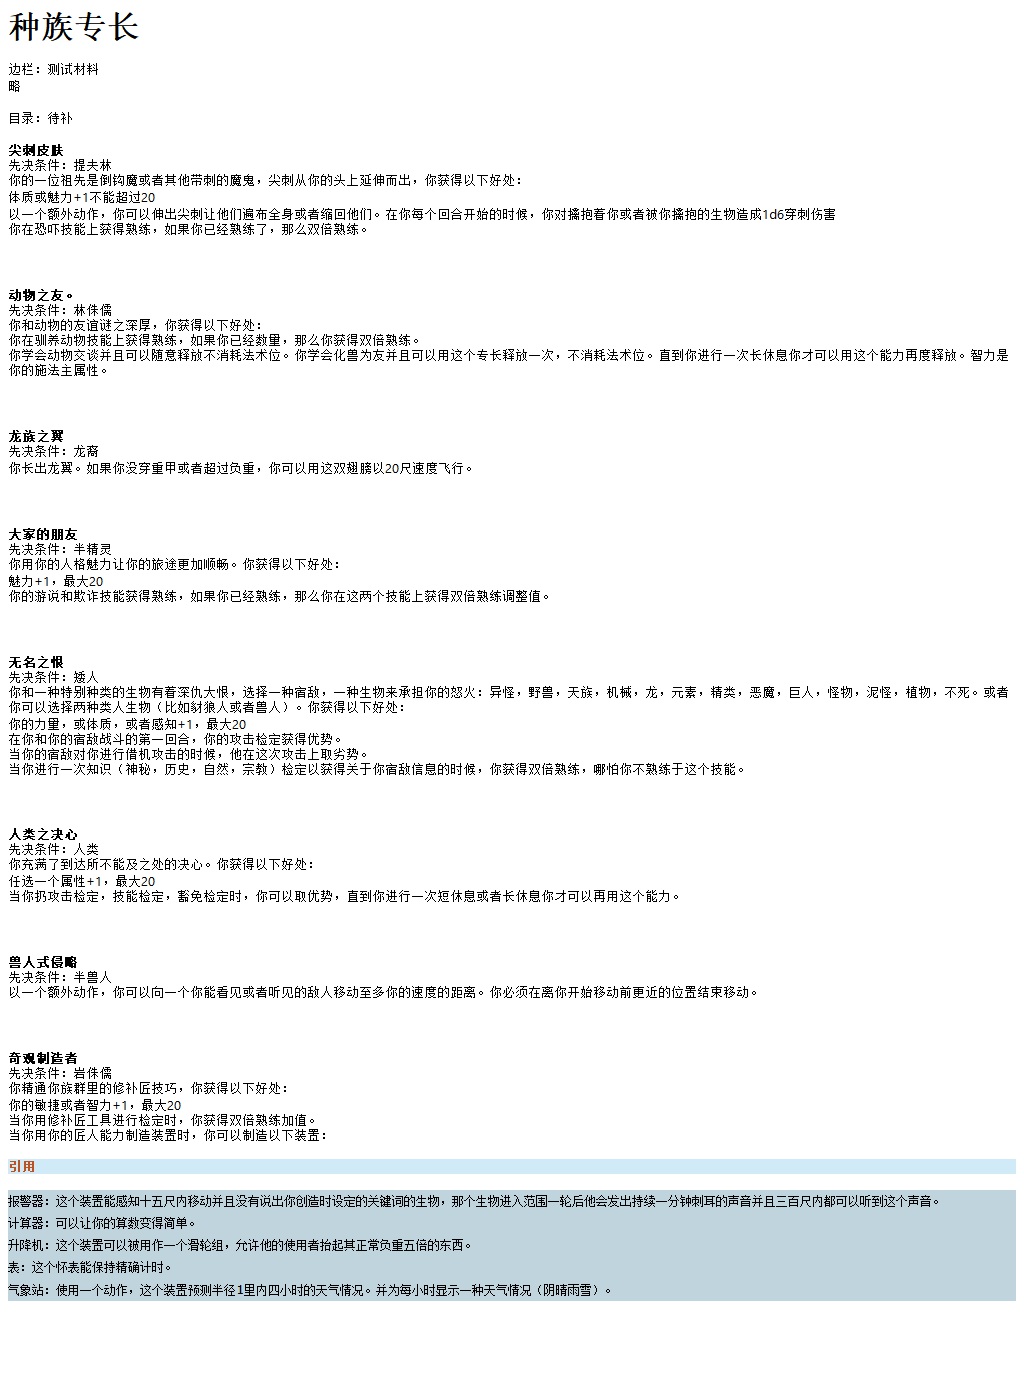 种族专长
边栏：测试材料
略
目录：待补
尖刺皮肤
先决条件：提夫林
你的一位祖先是倒钩魔或者其他带刺的魔鬼，尖刺从你的头上延伸而出，你获得以下好处：
体质或魅力+1不能超过20
以一个额外动作，你可以伸出尖刺让他们遍布全身或者缩回他们。在你每个回合开始的时候，你对擒抱着你或者被你擒抱的生物造成1d6穿刺伤害
你在恐吓技能上获得熟练，如果你已经熟练了，那么双倍熟练。
动物之友。
先决条件：林侏儒
你和动物的友谊谜之深厚，你获得以下好处：
你在驯养动物技能上获得熟练，如果你已经数量，那么你获得双倍熟练。
你学会动物交谈并且可以随意释放不消耗法术位。你学会化兽为友并且可以用这个专长释放一次，不消耗法术位。直到你进行一次长休息你才可以用这个能力再度释放。智力是
你的施法主属性。
龙族之翼
先决条件：龙裔
你长出龙翼。如果你没穿重甲或者超过负重，你可以用这双翅膀以20尺速度飞行。
大家的朋友
先决条件：半精灵
你用你的人格魅力让你的旅途更加顺畅。你获得以下好处：
魅力+1，最大20
你的游说和欺诈技能获得熟练，如果你已经熟练，那么你在这两个技能上获得双倍熟练调整值。
无名之恨
先决条件：矮人
你和一种特别种类的生物有着深仇大恨，选择一种宿敌，一种生物来承担你的怒火：异怪，野兽，天族，机械，龙，元素，精类，恶魔，巨人，怪物，泥怪，植物，不死。或者
你可以选择两种类人生物（比如豺狼人或者兽人）。你获得以下好处：
你的力量，或体质，或者感知+1，最大20
在你和你的宿敌战斗的第一回合，你的攻击检定获得优势。
当你的宿敌对你进行借机攻击的时候，他在这次攻击上取劣势。
当你进行一次知识（神秘，历史，自然，宗教）检定以获得关于你宿敌信息的时候，你获得双倍熟练，哪怕你不熟练于这个技能。
人类之决心
先决条件：人类
你充满了到达所不能及之处的决心。你获得以下好处：
任选一个属性+1，最大20
当你扔攻击检定，技能检定，豁免检定时，你可以取优势，直到你进行一次短休息或者长休息你才可以再用这个能力。
兽人式侵略
先决条件：半兽人
以一个额外动作，你可以向一个你能看见或者听见的敌人移动至多你的速度的距离。你必须在离你开始移动前更近的位置结束移动。
奇观制造者
先决条件：岩侏儒
你精通你族群里的修补匠技巧，你获得以下好处：
你的敏捷或者智力+1，最大20
当你用修补匠工具进行检定时，你获得双倍熟练加值。
当你用你的匠人能力制造装置时，你可以制造以下装置：
引用
报警器：这个装置能感知十五尺内移动并且没有说出你创造时设定的关键词的生物，那个生物进入范围一轮后他会发出持续一分钟刺耳的声音并且三百尺内都可以听到这个声音。
计算器：可以让你的算数变得简单。
升降机：这个装置可以被用作一个滑轮组，允许他的使用者抬起其正常负重五倍的东西。
表：这个怀表能保持精确计时。
气象站：使用一个动作，这个装置预测半径1里内四小时的天气情况。并为每小时显示一种天气情况（阴晴雨雪）。